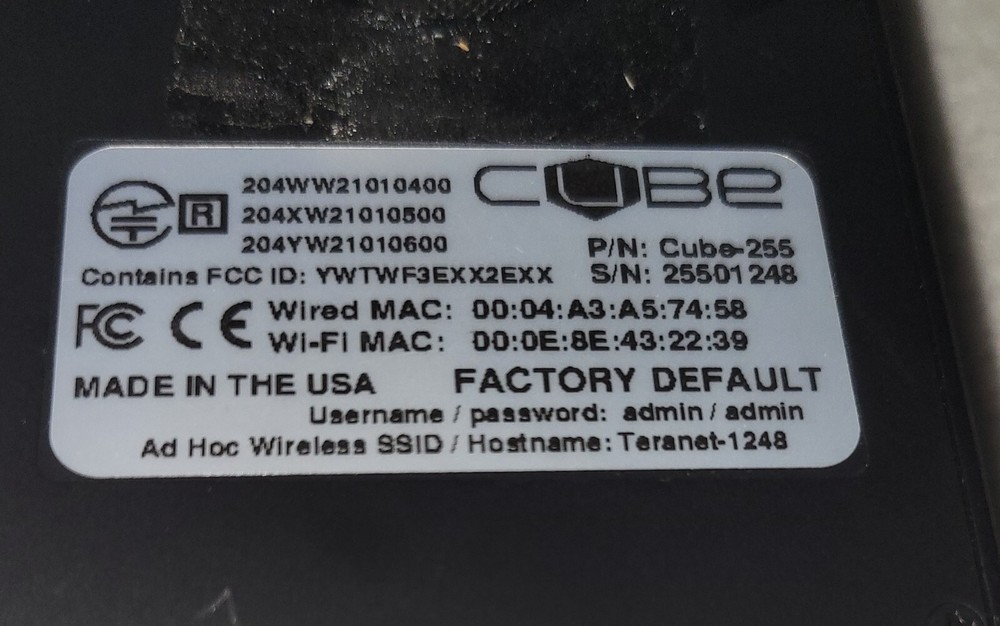 CUBE
204WW21010400
204XW21010500
204YW21010600
P/N: Cube-255
Contains FCC ID: YWTWF3EXX2EXX
S/N: 25501248
FC CE
Wired MAC: 00:04:A3:A5:74:58
Wi-Fi MAC: 00:0E:8E:43:22:39
MADE IN THE USA
FACTORY DEFAULT
Username / password: admin / admin
Ad Hoc Wireless SSID / Hostname: Teranet-1248
R